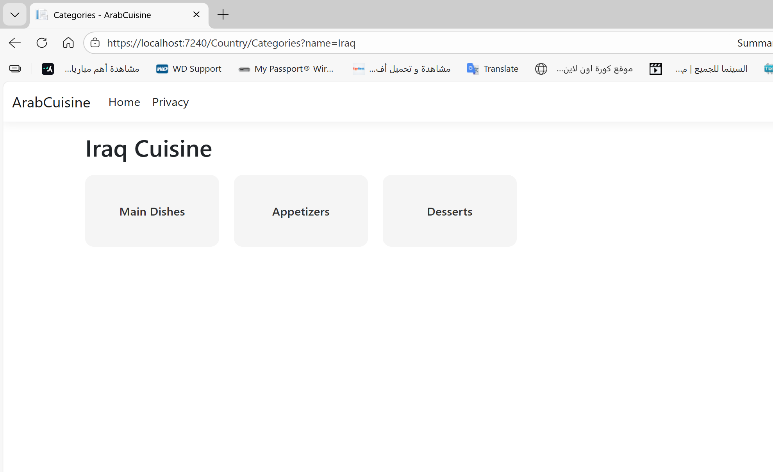 Categories - ArabCuisine
https://localhost:7240/Country/Categories?name=Iraq
Summa
مشاهدة أهم مباريا...
WD Support
My Passport® Wir...
مشاهدة و تحميل أف...
Translate
موقع كورة اون لاين...
السينما للجميع | م...
ArabCuisine
Home
Privacy
Iraq Cuisine
Main Dishes
Appetizers
Desserts